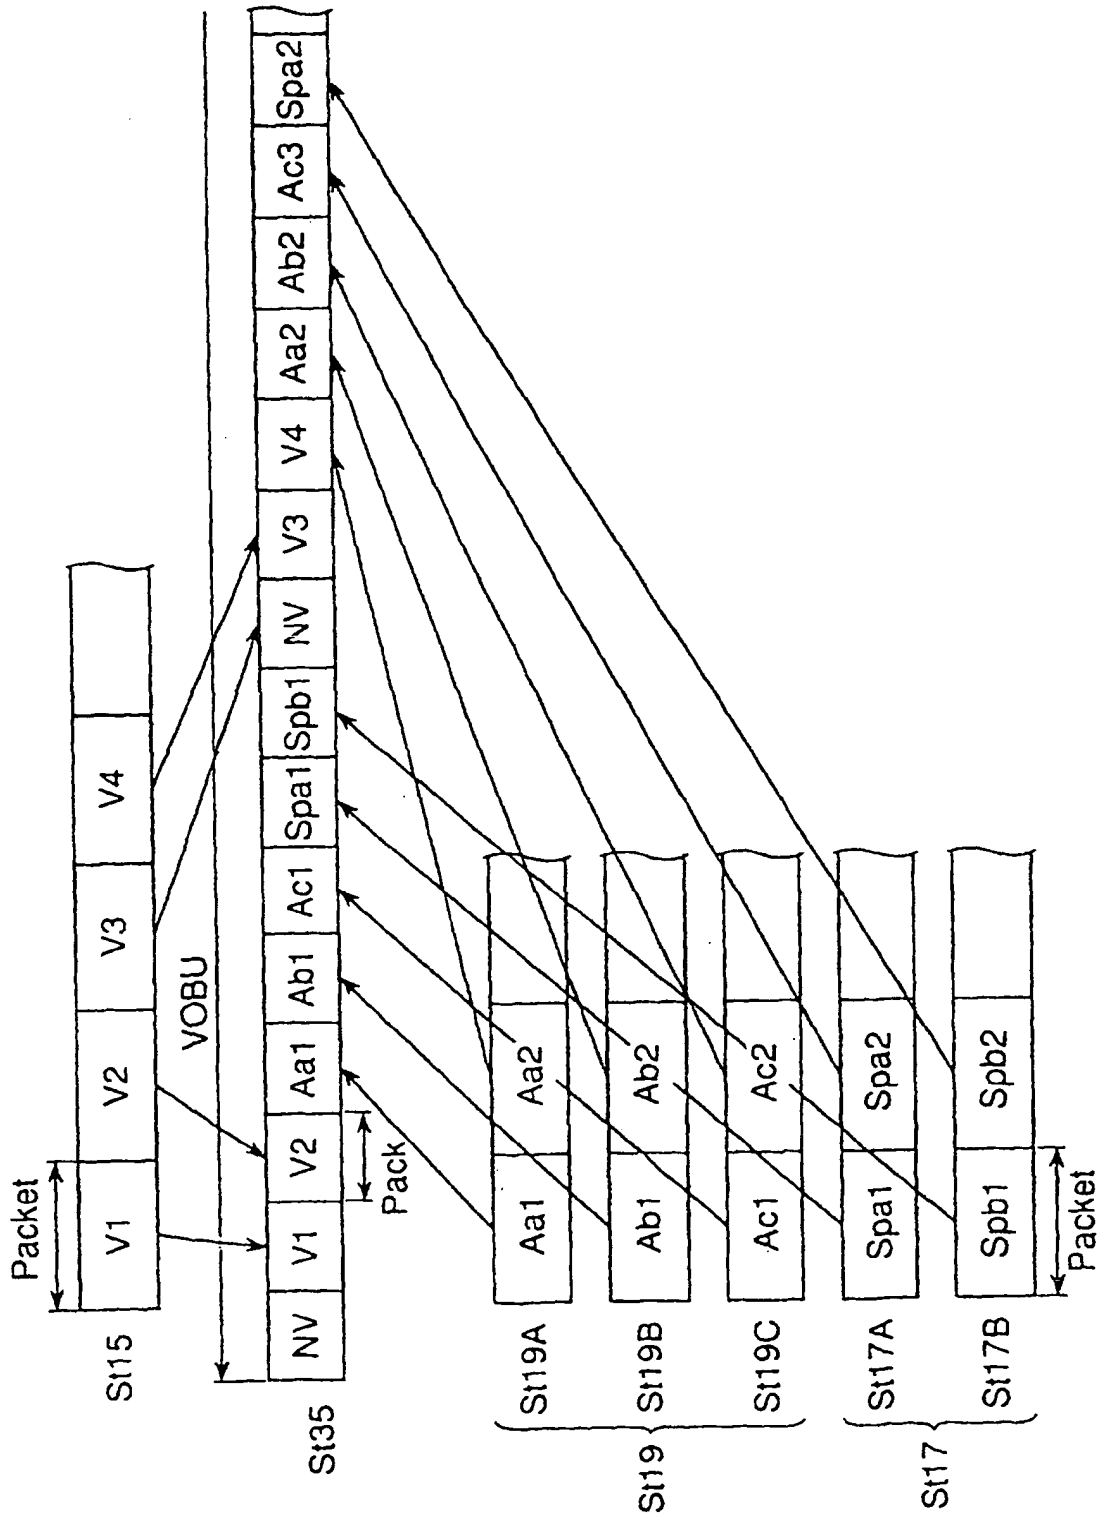 Packet
St15 V1 V2 V3 V4
VOBU
St35 NV V1 V2 Aa1 Ab1 Ac1 Spa1 Spb1 NV V3 V4 Aa2 Ab2 Ac3 Spa2
Pack
St19
St19A Aa1 Aa2
St19B Ab1 Ab2
St19C Ac1 Ac2
St17
St17A Spa1 Spa2
St17B Spb1 Spb2
Packet